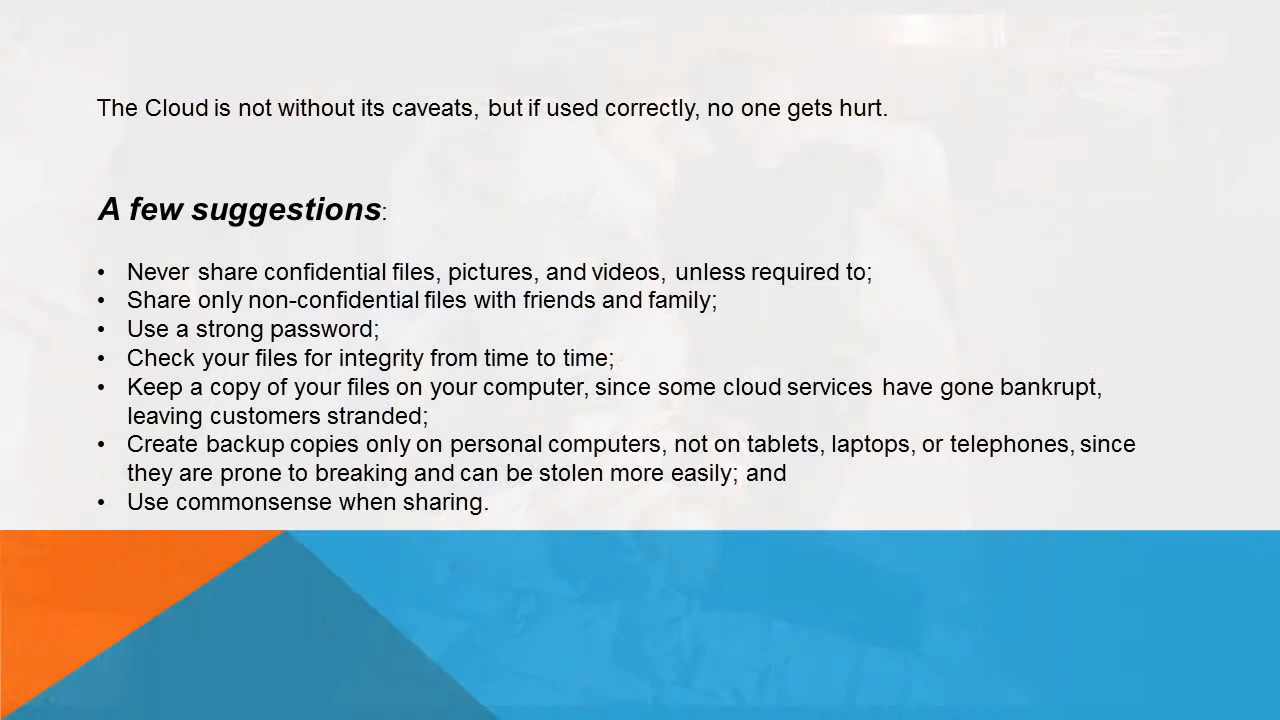 The Cloud is not without its caveats, but if used correctly, no one gets hurt.
A few suggestions:
• Never share confidential files, pictures, and videos, unless required to;
• Share only non-confidential files with friends and family;
• Use a strong password;
• Check your files for integrity from time to time;
• Keep a copy of your files on your computer, since some cloud services have gone bankrupt,
leaving customers stranded;
• Create backup copies only on personal computers, not on tablets, laptops, or telephones, since
they are prone to breaking and can be stolen more easily; and
• Use commonsense when sharing.